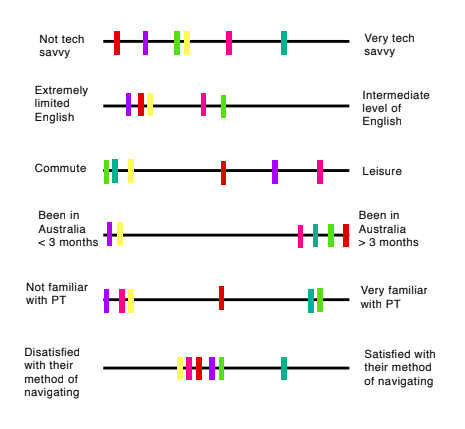 Not tech
savvy
Very tech
savvy
Extremely
limited
English
Intermediate
level of
English
Commute
Leisure
Been in
Australia
< 3 months
Been in
Australia
> 3 months
Not familiar
with PT
Very familiar
with PT
Disatisfied
with their
method of
navigating
Satisfied with
their method
of navigating